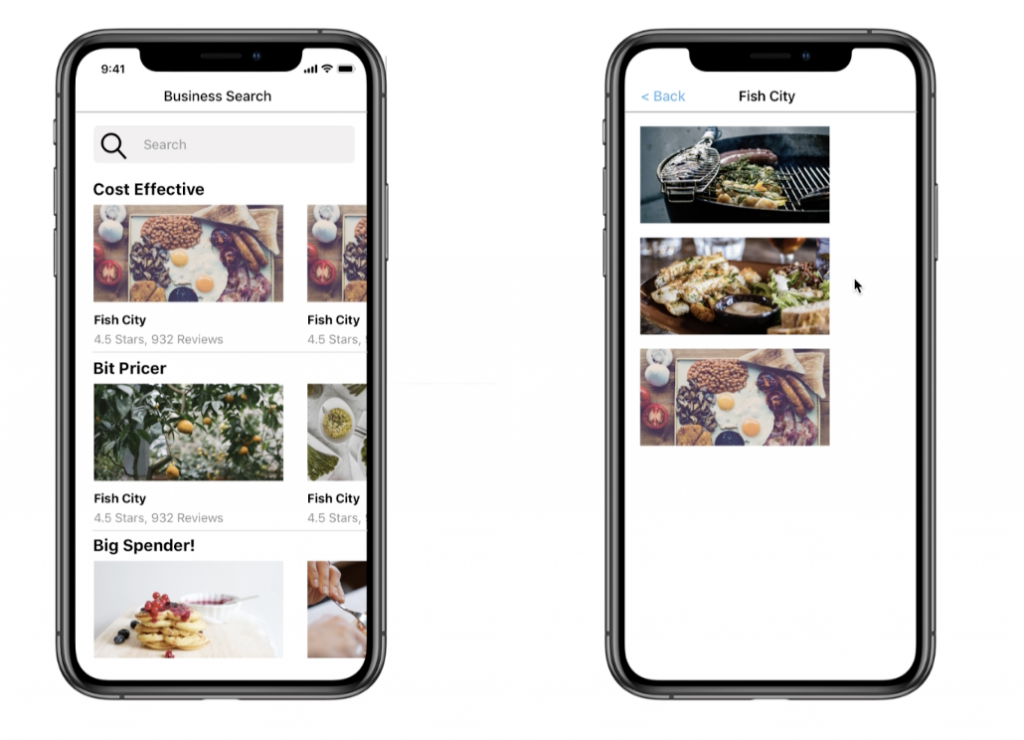 9:41
Business Search
Search
Cost Effective
Fish City
Fish City
4.5 Stars, 932 Reviews
4.5 Stars,
Bit Pricer
Fish City
Fish City
4.5 Stars, 932 Reviews
4.5 Stars,
Big Spender!
< Back
Fish City